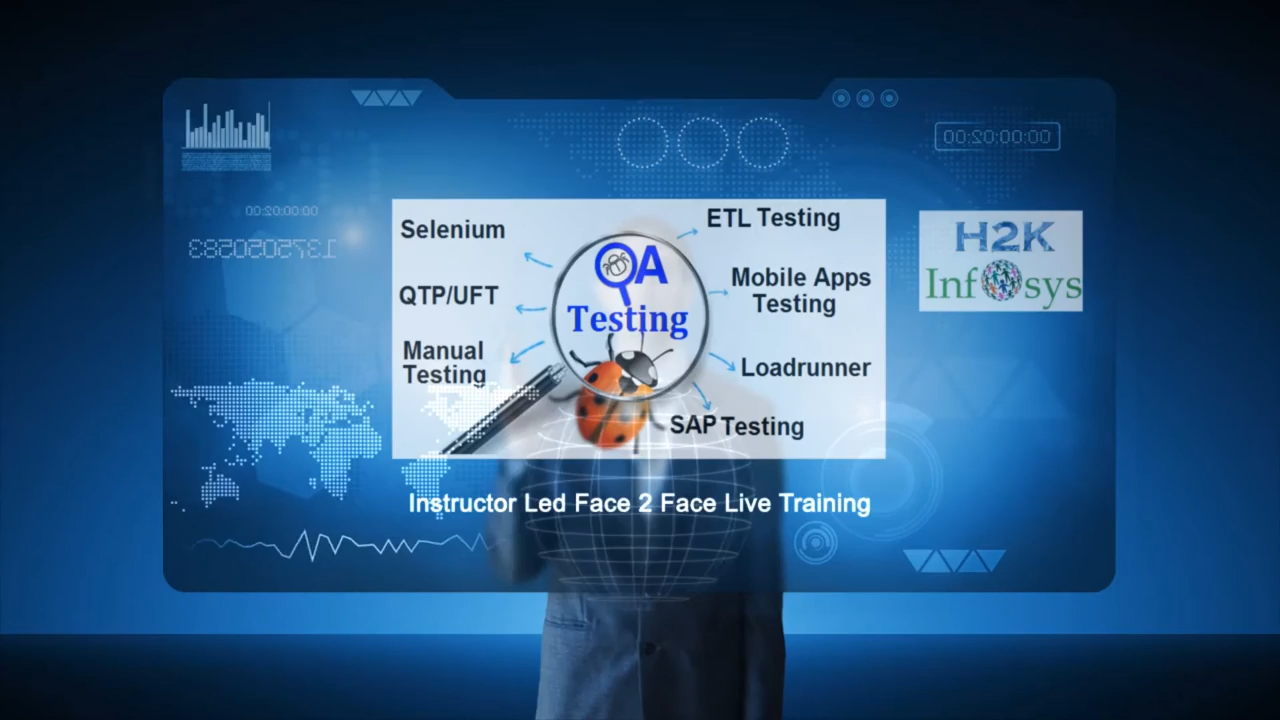 00:20:00:00
00:20:00:00
1375050583
H2K
Infosys
Selenium
QTP/UFT
Manual
Testing
QA
Testing
ETL Testing
Mobile Apps
Testing
Loadrunner
SAP Testing
Instructor Led Face 2 Face Live Training